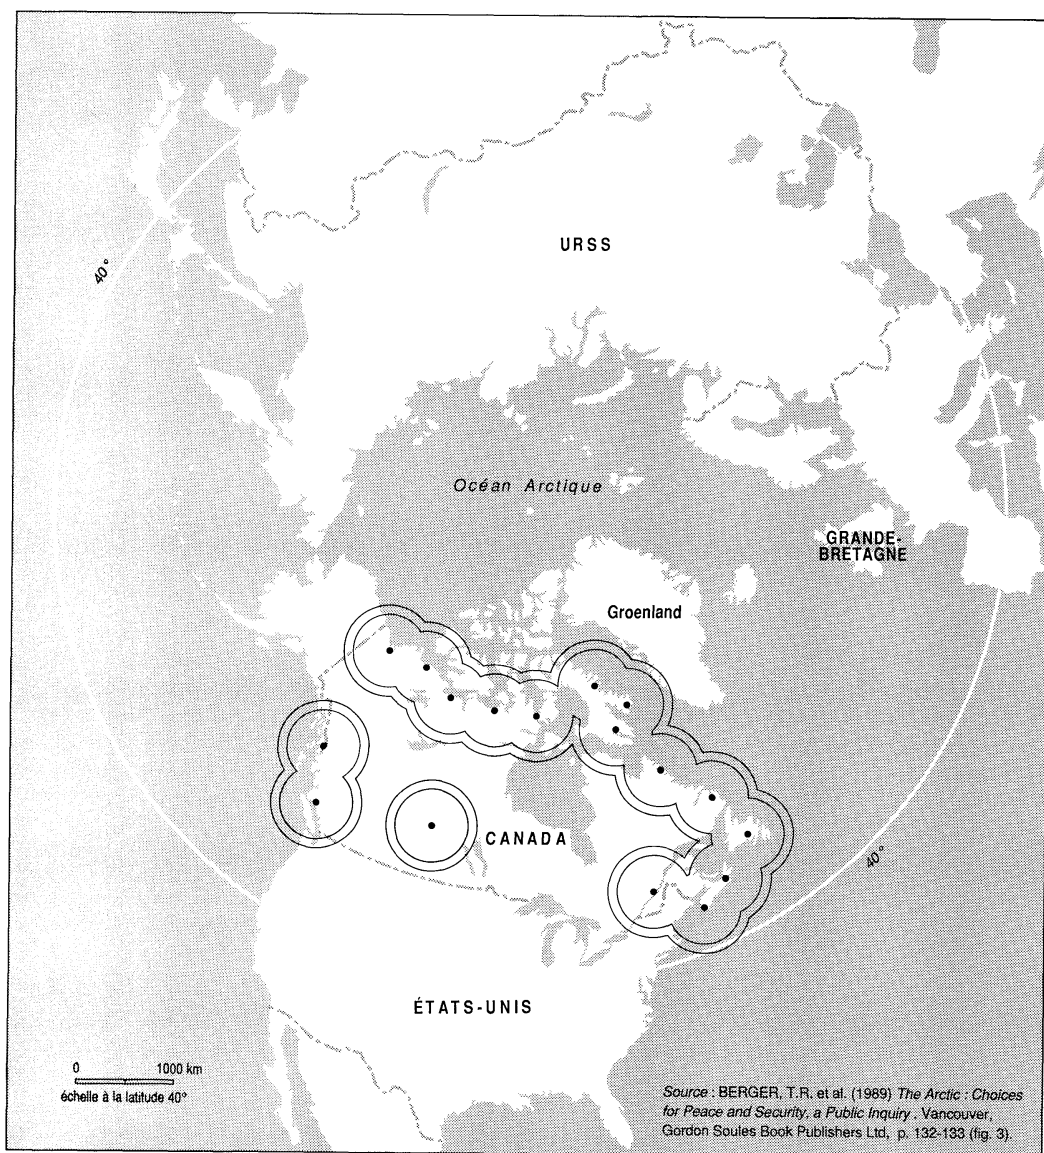 40°
URSS
Océan Arctique
GRANDE-
BRETAGNE
Groenland
CANADA
40°
ÉTATS-UNIS
0 1000 km
échelle à la latitude 40°
Source : BERGER, T.R. et al. (1989) The Arctic : Choices
for Peace and Security, a Public Inquiry . Vancouver,
Gordon Soules Book Publishers Ltd, p. 132-133 (fig. 3).